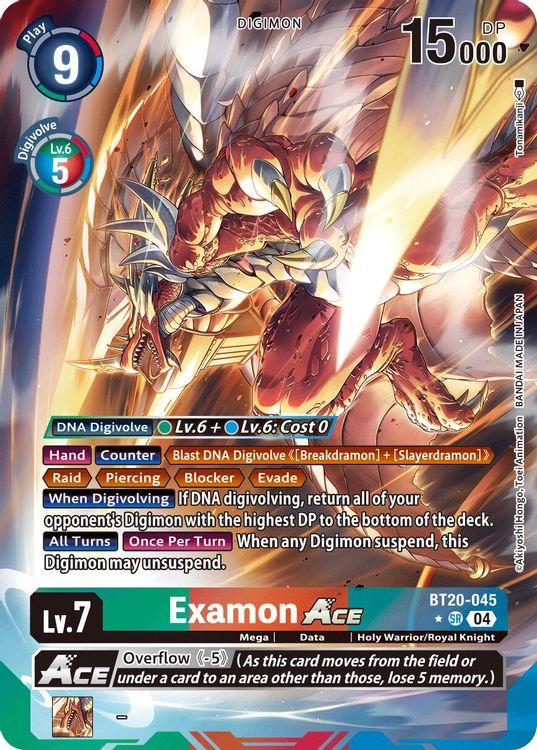 DIGIMON
Play
9
15000
DP
Digivolve
Lv.6
5
Tonamikanji
DNA Digivolve Lv.6 + Lv.6: Cost 0
Hand Counter Blast DNA Digivolve《[Breakdramon] + [Slayerdramon]》
Raid Piercing Blocker Evade
When Digivolving If DNA digivolving, return all of your
opponent's Digimon with the highest DP to the bottom of the deck.
All Turns Once Per Turn When any Digimon suspend, this
Digimon may unsuspend.
©Akiyoshi Hongo, Toei Animation BANDAI MADE IN JAPAN
Lv.7
Examon ACE
BT20-045
SR 04
Mega | Data | Holy Warrior/Royal Knight
ACE Overflow《-5》(As this card moves from the field or
under a card to an area other than those, lose 5 memory.)
-